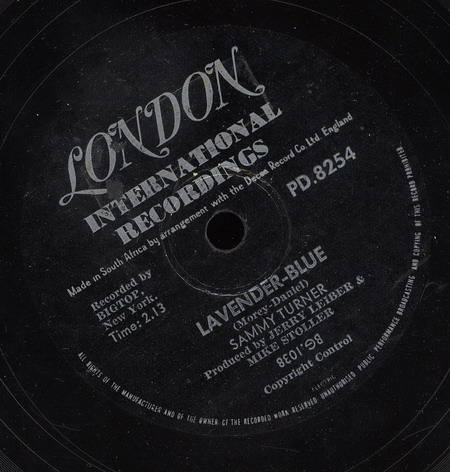 LONDON
INTERNATIONAL
RECORDINGS
Made in South Africa by arrangement with the Decca Record Co. Ltd England
PD.8254
Recorded by
BIGTOP,
New York.
Time: 2.13
LAVENDER-BLUE
(Morey-Daniel)
SAMMY TURNER
Produced by JERRY LEIBER &
MIKE STOLLER
BG.1038
Copyright Control
ALL RIGHTS OF THE MANUFACTURER AND OF THE OWNER OF THE RECORDED WORK RESERVED UNAUTHORISED PUBLIC PERFORMANCE BROADCASTING AND COPYING OF THIS RECORD PROHIBITED